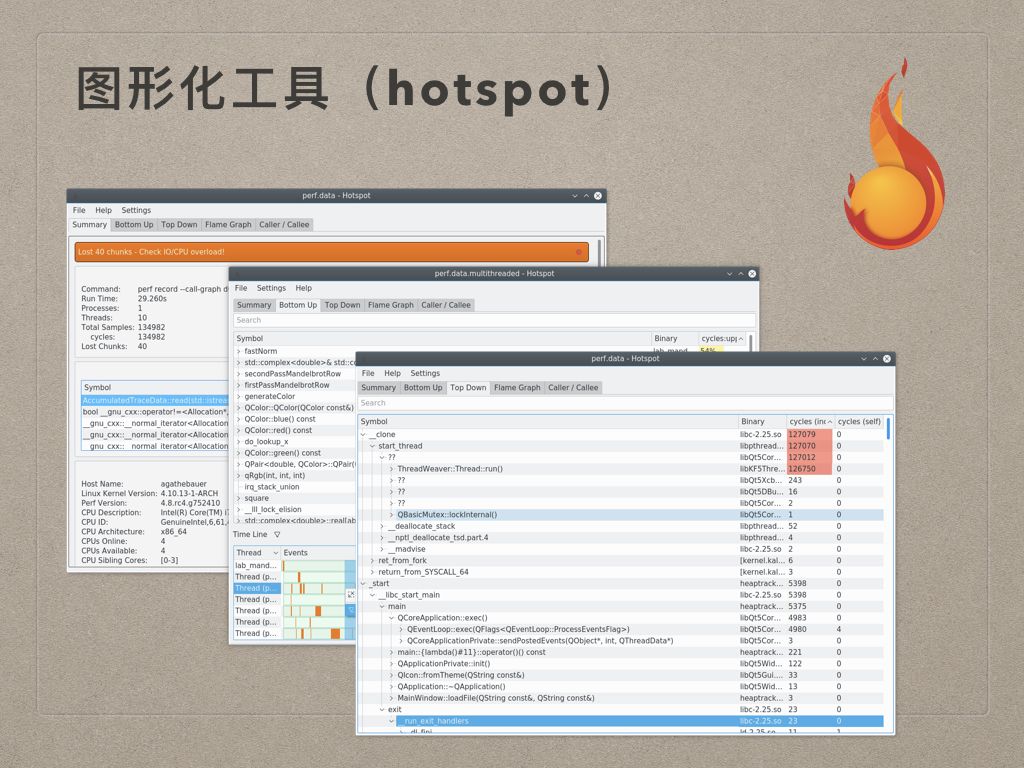 图形化工具（hotspot）
perf.data - Hotspot
File Help Settings
Summary Bottom Up Top Down Flame Graph Caller / Callee
Lost 40 chunks - Check IO/CPU overload!
Command: perf record --call-graph
Run Time: 29.260s
Processes: 1
Threads: 10
Total Samples: 134982
cycles: 134982
Lost Chunks: 40
Symbol
AccumulatedTraceData::read(std::istrea
bool __gnu_cxx::operator!=<Allocation*,
__gnu_cxx::__normal_iterator<Allocation
__gnu_cxx::__normal_iterator<Allocation
__gnu_cxx::__normal_iterator<Allocation
Host Name: agathebauer
Linux Kernel Version: 4.10.13-1-ARCH
Perf Version: 4.8.rc4.g752410
CPU Description: Intel(R) Core(TM)
CPU ID: GenuineIntel,6,61,
CPU Architecture: x86_64
CPUs Online: 4
CPUs Available: 4
CPU Sibling Cores: [0-3]
perf.data.multithreaded - Hotspot
File Settings Help
Summary Bottom Up Top Down Flame Graph Caller / Callee
Search
Symbol Binary cycles:upp
fastNorm lab_mand... 54%
std::complex<double>& std::co
secondPassMandelbrotRow
firstPassMandelbrotRow
generateColor
QColor::QColor(QColor const&)
QColor::blue() const
QColor::red() const
do_lookup_x
QColor::green() const
QPair<double, QColor>::QPair(
qRgb(int, int, int)
irq_stack_union
square
__lll_lock_elision
std::complex<double>::reallab
Time Line
Thread Events
lab_mand...
Thread (p...
Thread (p...
Thread (p...
Thread (p...
Thread (p...
Thread (p...
perf.data - Hotspot
File Help Settings
Summary Bottom Up Top Down Flame Graph Caller / Callee
Search
Symbol Binary cycles (inc cycles (self)
__clone libc-2.25.so 127079 0
start_thread libpthread... 127070 0
?? libQt5Cor... 127012 0
ThreadWeaver::Thread::run() libKF5Thre... 126750 0
?? libQt5Xcb... 243 0
?? libQt5DBu... 16 0
?? libQt5Cor... 2 0
QBasicMutex::lockInternal() libQt5Cor... 1 0
__deallocate_stack libpthread... 52 0
__nptl_deallocate_tsd.part.4 libpthread... 4 0
__madvise libc-2.25.so 2 0
ret_from_fork [kernel.kal... 6 0
return_from_SYSCALL_64 [kernel.kal... 3 0
_start heaptrack... 5398 0
__libc_start_main libc-2.25.so 5398 0
main heaptrack... 5375 0
QCoreApplication::exec() libQt5Cor... 4983 0
QEventLoop::exec(QFlags<QEventLoop::ProcessEventsFlag>) libQt5Cor... 4980 4
QCoreApplicationPrivate::sendPostedEvents(QObject*, int, QThreadData*) libQt5Cor... 3 0
main::{lambda()#11}::operator()() const heaptrack... 221 0
QApplicationPrivate::init() libQt5Wid... 122 0
QIcon::fromTheme(QString const&) libQt5Gui.... 33 0
QApplication::~QApplication() libQt5Wid... 13 0
MainWindow::loadFile(QString const&, QString const&) heaptrack... 3 0
exit libc-2.25.so 23 0
__run_exit_handlers libc-2.25.so 23 0
_dl_fini ld-2.25.so 11 1